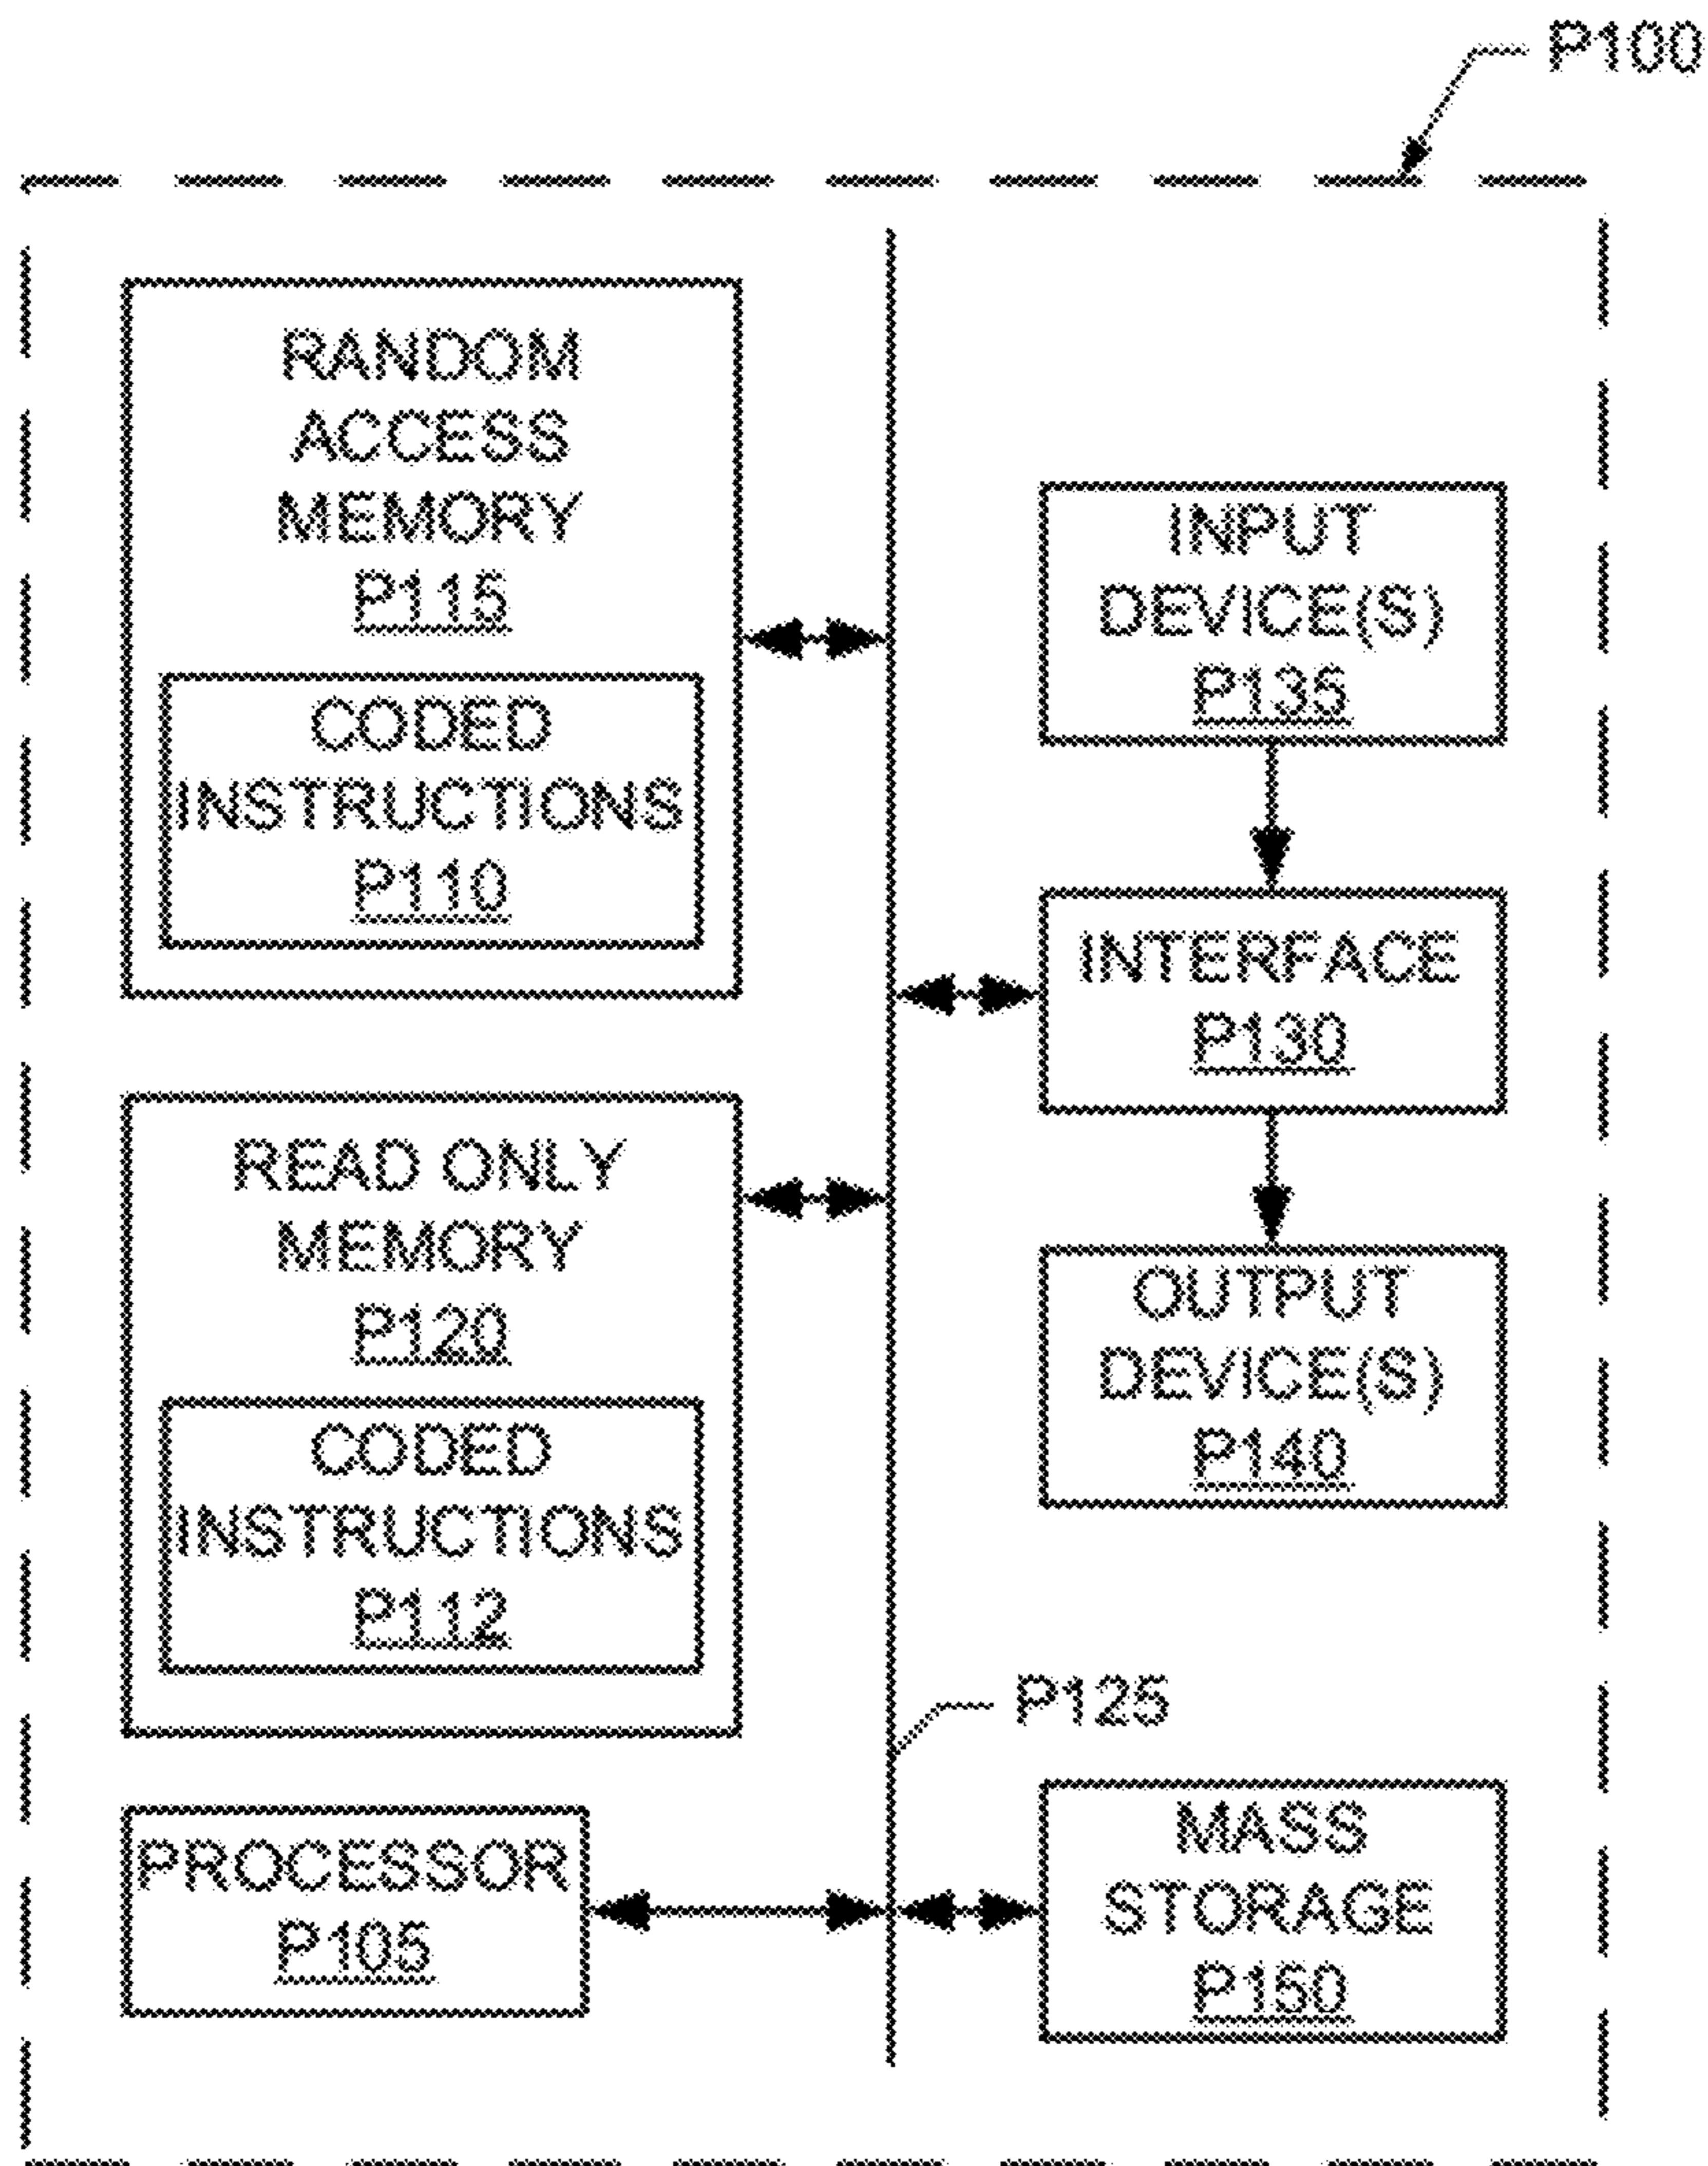 P100
RANDOM
ACCESS
MEMORY
P115
CODED
INSTRUCTIONS
P110
READ ONLY
MEMORY
P120
CODED
INSTRUCTIONS
P112
PROCESSOR
P105
INPUT
DEVICE(S)
P135
INTERFACE
P130
OUTPUT
DEVICE(S)
P140
P125
MASS
STORAGE
P150